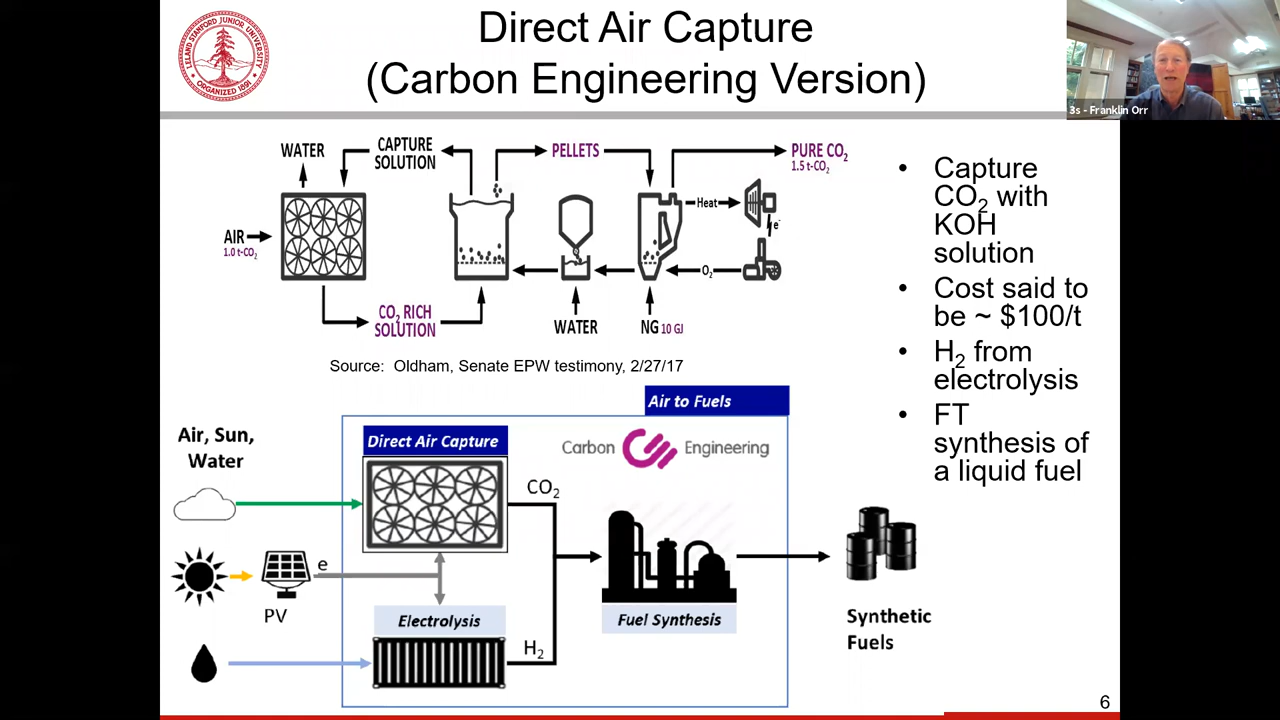 Direct Air Capture
(Carbon Engineering Version)
LELAND STANFORD JUNIOR UNIVERSITY
ORGANIZED 1891
3s - Franklin Orr
WATER
CAPTURE
SOLUTION
PELLETS
PURE CO₂
1.5 t-CO₂
AIR
1.0 t-CO₂
Heat
e⁻
O₂
CO₂ RICH
SOLUTION
WATER
NG 10 GJ
Source: Oldham, Senate EPW testimony, 2/27/17
• Capture
CO₂ with
KOH
solution
• Cost said to
be ~ $100/t
• H₂ from
electrolysis
• FT
synthesis of
a liquid fuel
Air to Fuels
Air, Sun,
Water
Direct Air Capture
Carbon Engineering
CO₂
e
PV
Electrolysis
H₂
Fuel Synthesis
Synthetic
Fuels
6